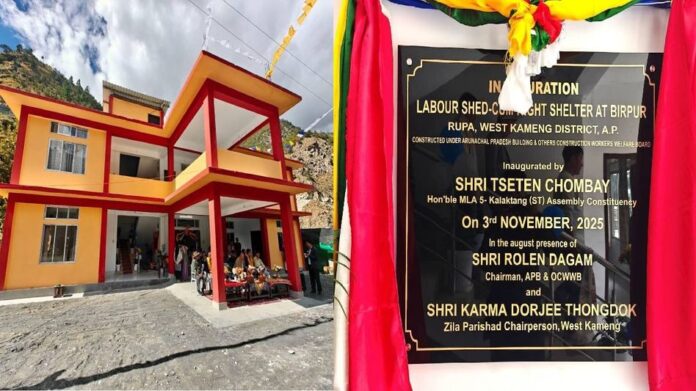 IN URATION
LABOUR SHED-CUM NIGHT SHELTER AT BIRPUR
RUPA, WEST KAMENG DISTRICT, A.P.
CONSTRUCTED UNDER ARUNACHAL PRADESH BUILDING & OTHERS CONSTRUCTION WORKERS WELFARE BOARD
Inaugurated by
SHRI TSETEN CHOMBAY
Hon'ble MLA 5- Kalaktang (ST) Assembly Constituency
On 3rd NOVEMBER, 2025
In the august presence of
SHRI ROLEN DAGAM
Chairman, APB & OCWWB
and
SHRI KARMA DORJEE THONGDOK
Zila Parishad Chairperson, West Kameng